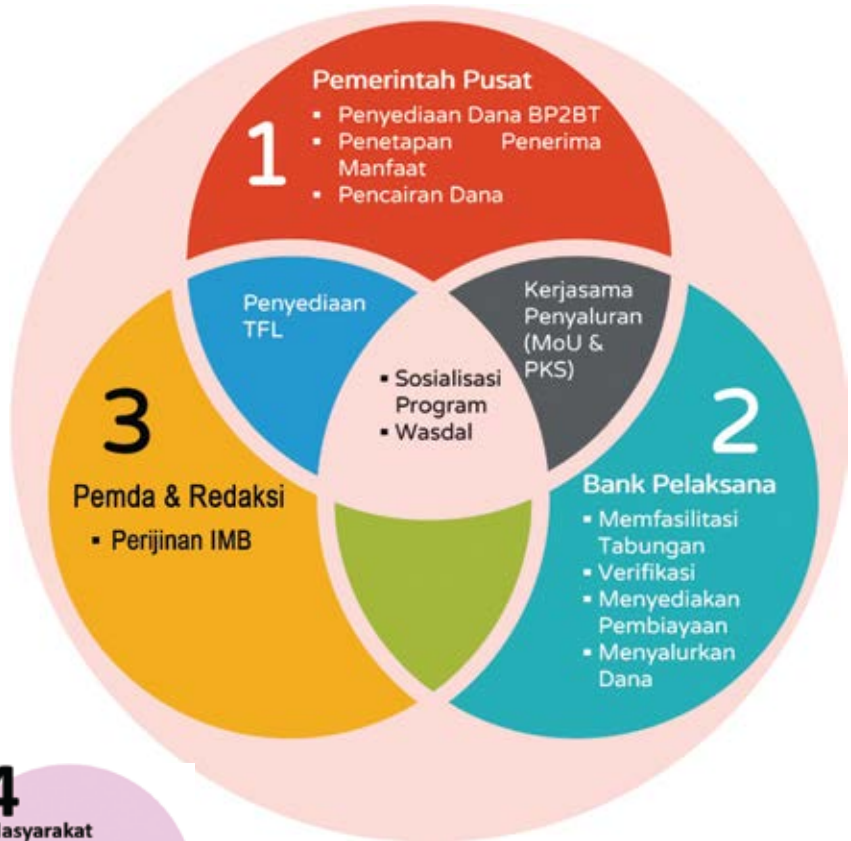 1
Pemerintah Pusat
▪ Penyediaan Dana BP2BT
▪ Penetapan Penerima
Manfaat
▪ Pencairan Dana
Penyediaan
TFL
Kerjasama
Penyaluran
(MoU &
PKS)
▪ Sosialisasi
Program
▪ Wasdal
3
Pemda & Redaksi
▪ Perijinan IMB
2
Bank Pelaksana
▪ Memfasilitasi
Tabungan
▪ Verifikasi
▪ Menyediakan
Pembiayaan
▪ Menyalurkan
Dana
4
asyarakat